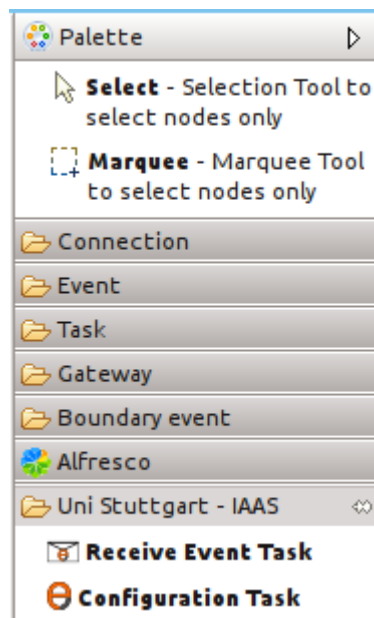 Palette
Select - Selection Tool to
select nodes only
Marquee - Marquee Tool
to select nodes only
Connection
Event
Task
Gateway
Boundary event
Alfresco
Uni Stuttgart - IAAS
Receive Event Task
Configuration Task